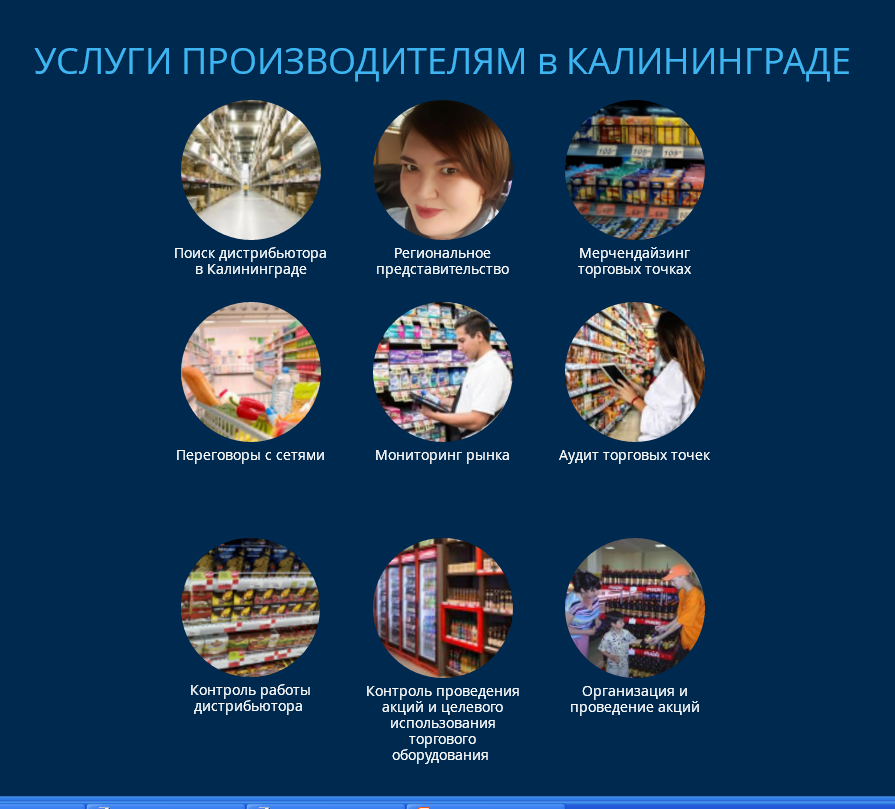 УСЛУГИ ПРОИЗВОДИТЕЛЯМ в КАЛИНИНГРАДЕ
Поиск дистрибьютора
в Калининграде
Региональное
представительство
Мерчендайзинг
торговых точках
Переговоры с сетями
Мониторинг рынка
Аудит торговых точек
Контроль работы
дистрибьютора
Контроль проведения
акций и целевого
использования
торгового
оборудования
Организация и
проведение акций